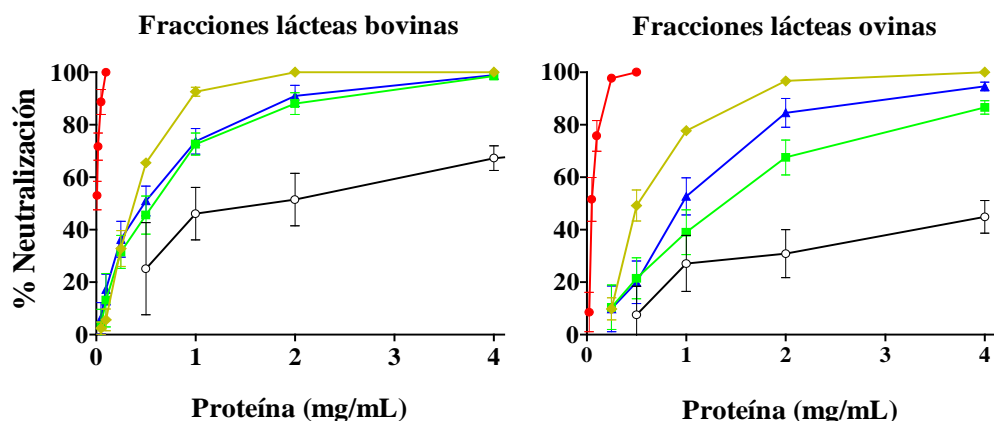 Fracciones lácteas bovinas
Fracciones lácteas ovinas
% Neutralización
100
80
60
40
20
0
0 1 2 3 4
Proteína (mg/mL)
100
80
60
40
20
0
0 1 2 3 4
Proteína (mg/mL)